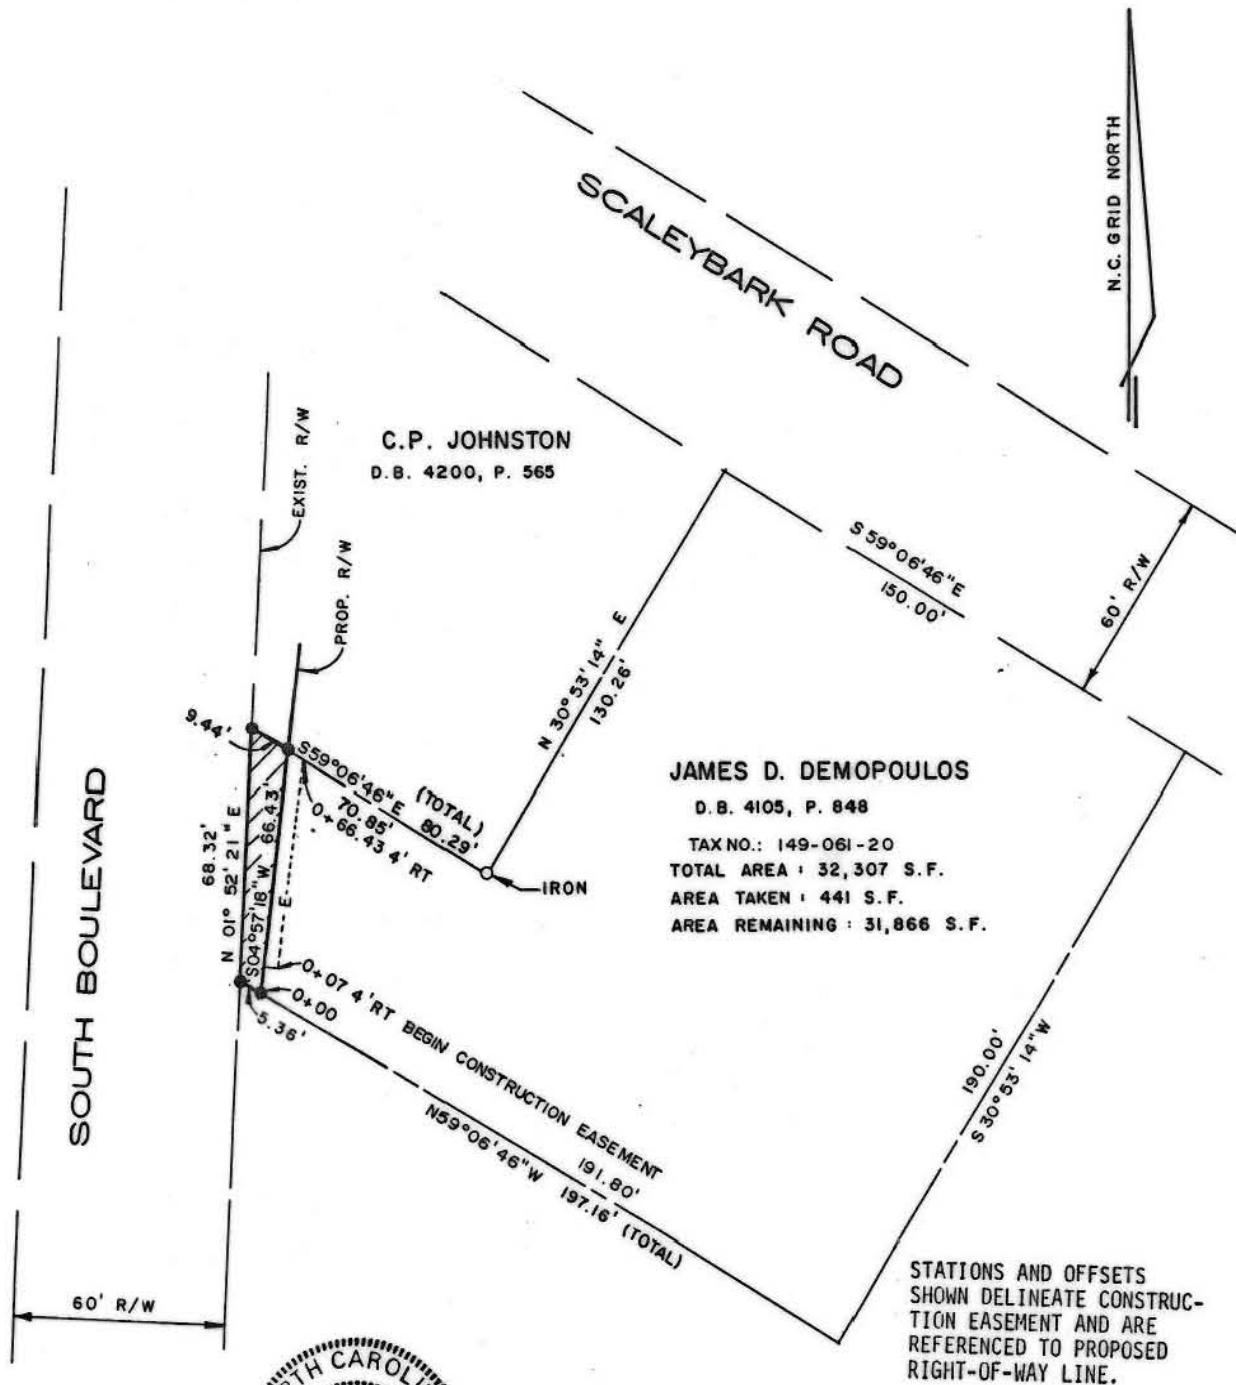 N.C. GRID NORTH
SCALEYBARK ROAD
C.P. JOHNSTON
D.B. 4200, P. 565
EXIST. R/W
PROP. R/W
S 59°06'46"E
150.00'
60' R/W
N 30°53'14" E
130.26'
9.44'
S59°06'46"E (TOTAL)
70.85' 80.29'
0+66.43 4' RT
IRON
JAMES D. DEMOPOULOS
D.B. 4105, P. 848
TAX NO.: 149-061-20
TOTAL AREA : 32,307 S.F.
AREA TAKEN : 441 S.F.
AREA REMAINING : 31,866 S.F.
SOUTH BOULEVARD
68.32'
N 01° 52' 21" E
S04°57'18"W 66.43'
E
0+07 4'RT BEGIN CONSTRUCTION EASEMENT
0+00
5.36'
191.80'
N59°06'46"W 197.16' (TOTAL)
190.00'
S 30°53' 14"W
60' R/W
STATIONS AND OFFSETS
SHOWN DELINEATE CONSTRUC-
TION EASEMENT AND ARE
REFERENCED TO PROPOSED
RIGHT-OF-WAY LINE.